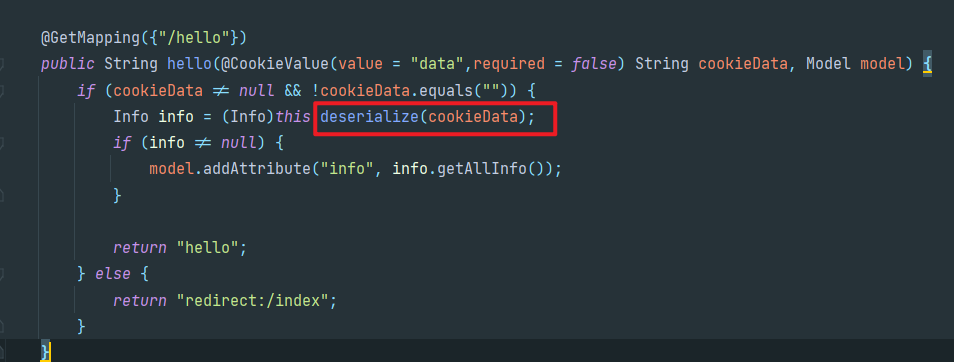 @GetMapping({"/hello"})
public String hello(@CookieValue(value = "data",required = false) String cookieData, Model model) {
if (cookieData ≠ null && !cookieData.equals("")) {
Info info = (Info)this.deserialize(cookieData);
if (info ≠ null) {
model.addAttribute("info", info.getAllInfo());
}
return "hello";
} else {
return "redirect:/index";
}
}